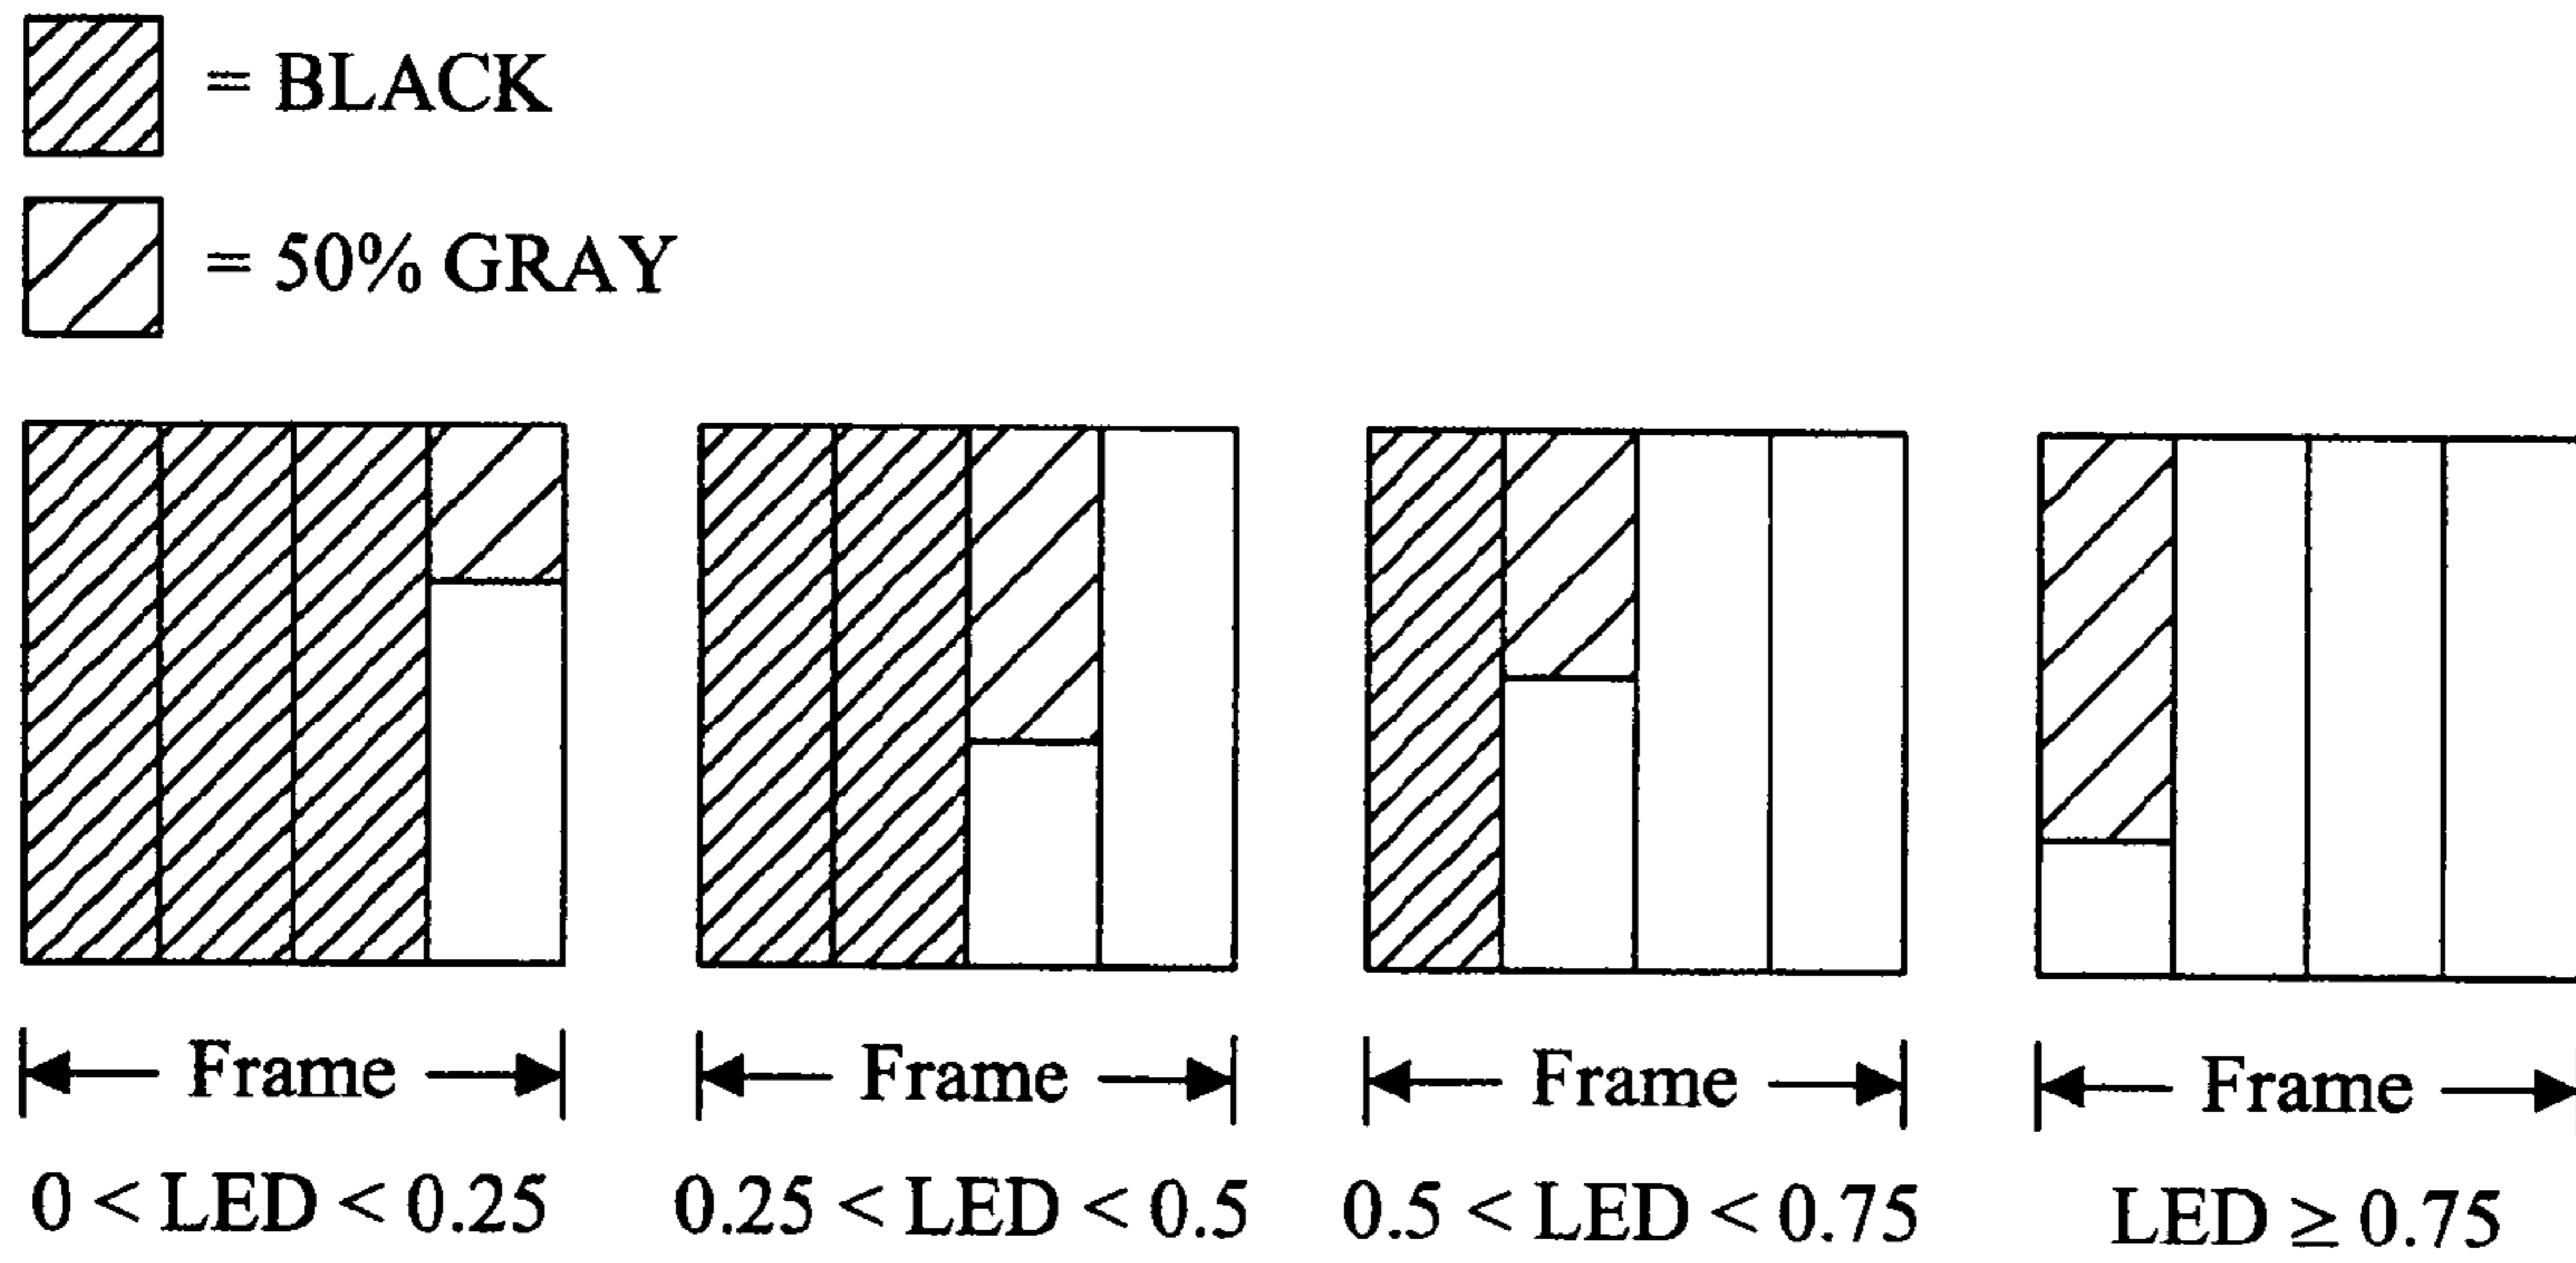 = BLACK
= 50% GRAY
Frame Frame Frame Frame
0 < LED < 0.25 0.25 < LED < 0.5 0.5 < LED < 0.75 LED ≥ 0.75